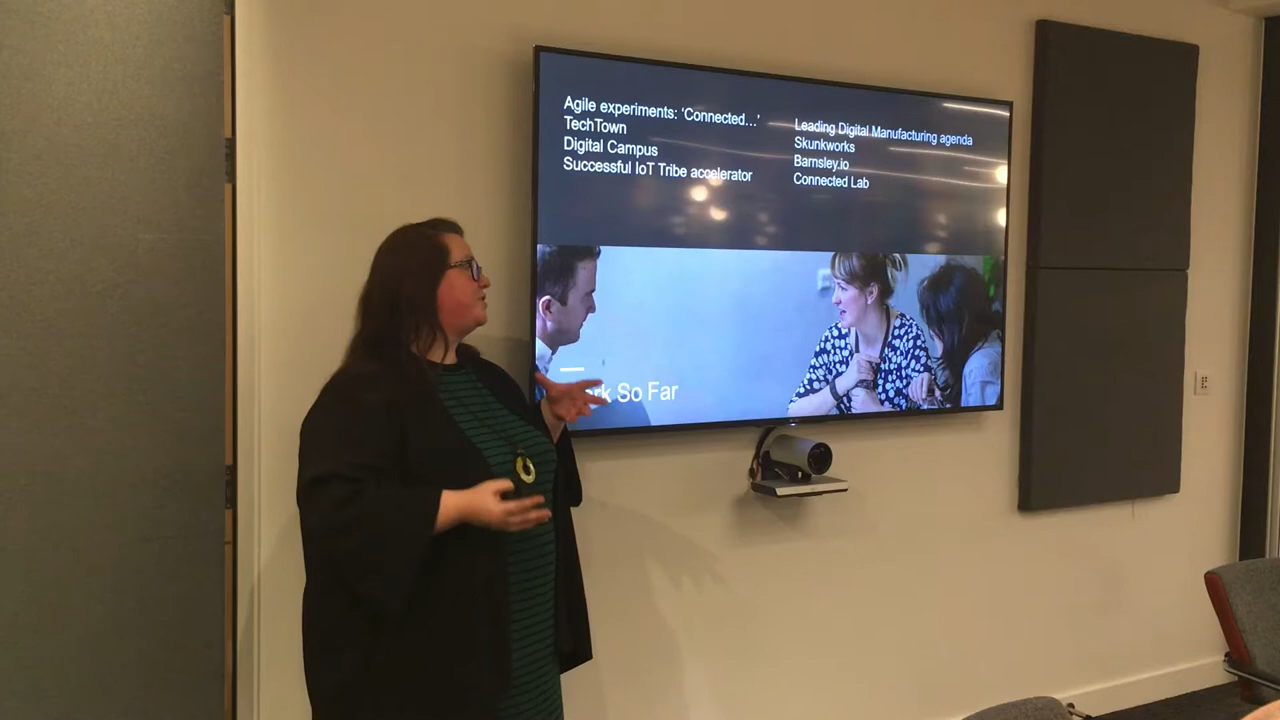 Agile experiments: ‘Connected...’
TechTown
Digital Campus
Successful IoT Tribe accelerator
Leading Digital Manufacturing agenda
Skunkworks
Barnsley.io
Connected Lab
So Far